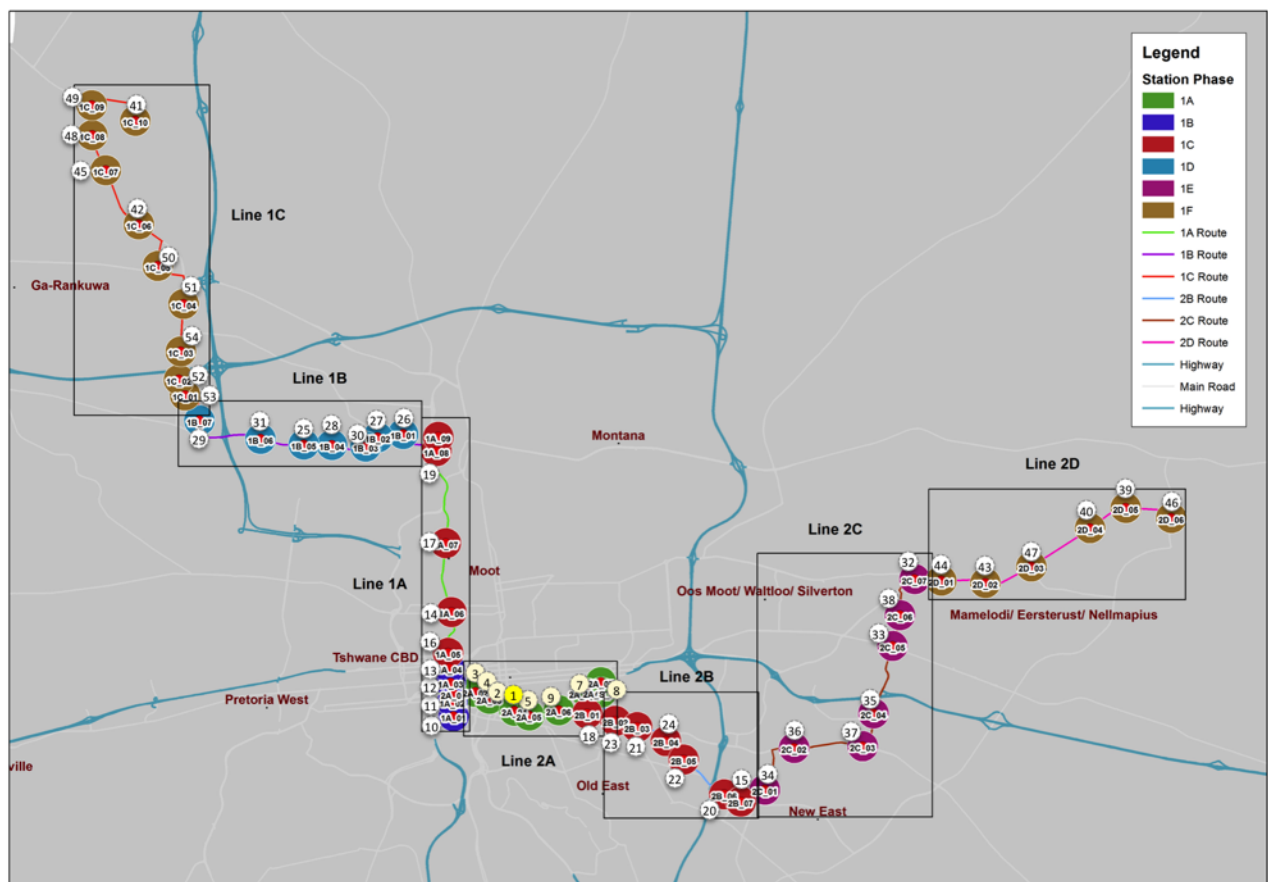 Legend
Station Phase
1A
1B
1C
1D
1E
1F
1A Route
1B Route
1C Route
2B Route
2C Route
2D Route
Highway
Main Road
Highway
49
1C_09
41
1C_10
48
1C_08
45
1C_07
42
1C_06
Line 1C
50
1C_05
Ga-Rankuwa
51
1C_04
54
1C_03
52
1C_02
53
1C_01
Line 1B
1B_07
29
31
1B_06
25
1B_05
28
1B_04
30
1B_03
27
1B_02
26
1B_01
1A_09
1A_08
19
Montana
17
A_07
Moot
Line 1A
14
1A_06
16
1A_05
Tshwane CBD
13
1A_04
12
1A_03
11
10
1A_01
Pretoria West
ville
3
4
2
1
5
2A_05
9
2A_06
7
8
Line 2A
Line 2B
2B_01
18
2B_02
23
2B_03
21
24
2B_04
2B_05
22
Old East
2B_06
20
15
2B_07
New East
Line 2C
34
2C_01
36
2C_02
37
2C_03
35
2C_04
33
2C_05
38
2C_06
32
2C_07
Oos Moot/ Waltloo/ Silverton
Line 2D
44
2D_01
43
2D_02
47
2D_03
40
2D_04
39
2D_05
46
2D_06
Mamelodi/ Eersterust/ Nellmapius